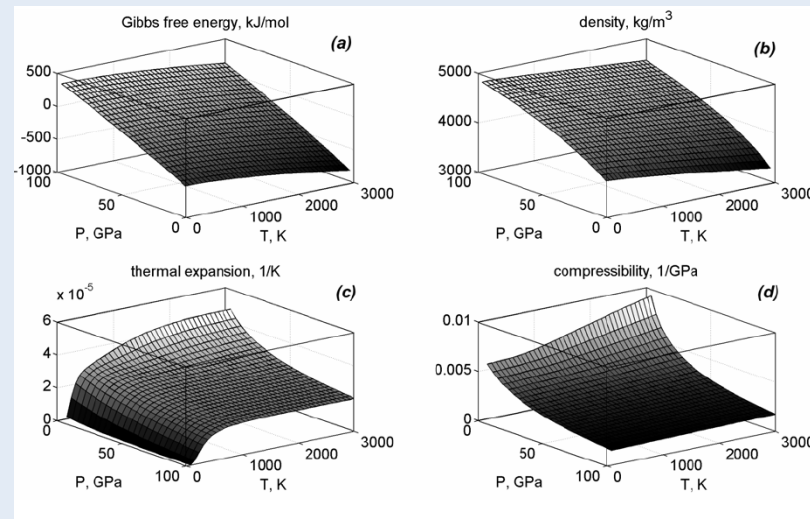 Gibbs free energy, kJ/mol
(a)
500
0
-500
-1000
100
50
0
P, GPa
0
1000
2000
3000
T, K
density, kg/m³
(b)
5000
4000
3000
100
50
0
P, GPa
0
1000
2000
3000
T, K
thermal expansion, 1/K
x 10⁻⁵
(c)
6
4
2
0
0
50
100
P, GPa
0
1000
2000
3000
T, K
compressibility, 1/GPa
(d)
0.01
0.005
0
0
50
100
P, GPa
0
1000
2000
3000
T, K